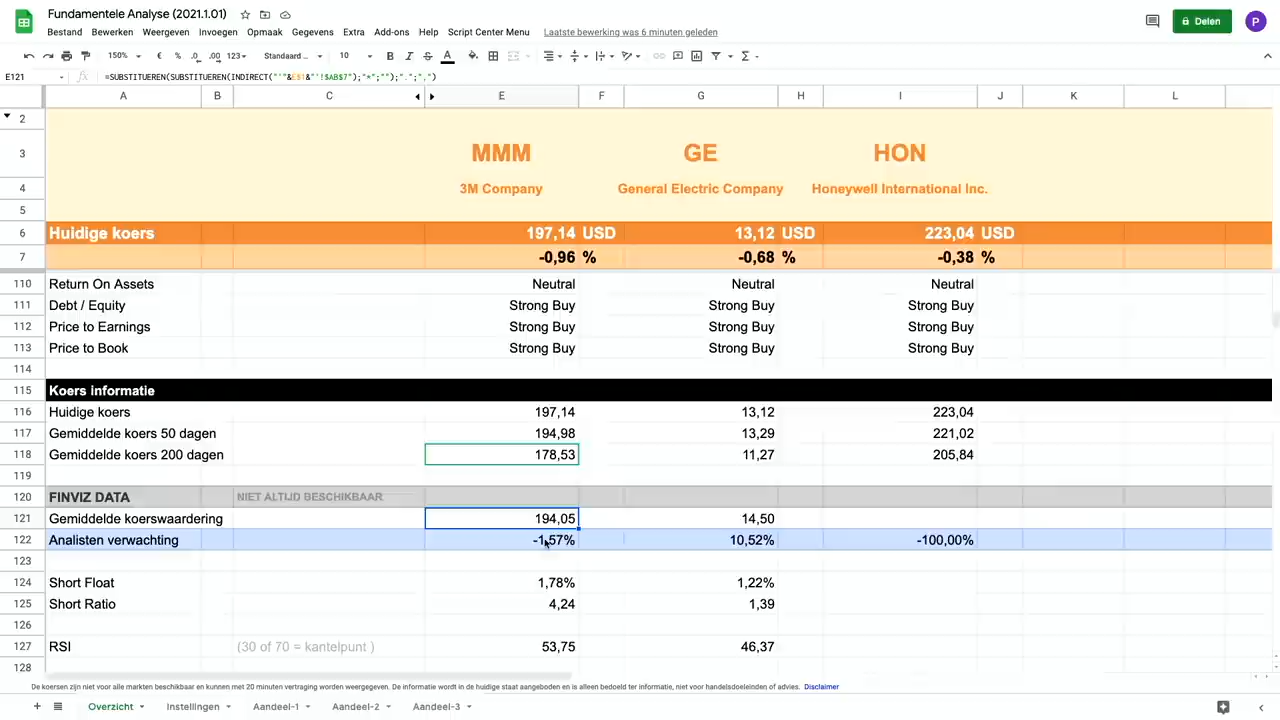 Fundamentele Analyse (2021.1.01)
Delen
P
Bestand Bewerken Weergeven Invoegen Opmaak Gegevens Extra Add-ons Help Script Center Menu Laatste bewerking was 6 minuten geleden
150% € % .0 .00 123 Standaard ... 10 B I S A
E121 fx =SUBSTITUEREN(SUBSTITUEREN(INDIRECT("'"&E$1&"'!$AB$7");"*";"");".";",")
A B C E F G H I J K L
2
3 MMM GE HON
4 3M Company General Electric Company Honeywell International Inc.
5
6 Huidige koers 197,14 USD 13,12 USD 223,04 USD
7 -0,96 % -0,68 % -0,38 %
110 Return On Assets Neutral Neutral Neutral
111 Debt / Equity Strong Buy Strong Buy Strong Buy
112 Price to Earnings Strong Buy Strong Buy Strong Buy
113 Price to Book Strong Buy Strong Buy Strong Buy
114
115 Koers informatie
116 Huidige koers 197,14 13,12 223,04
117 Gemiddelde koers 50 dagen 194,98 13,29 221,02
118 Gemiddelde koers 200 dagen 178,53 11,27 205,84
119
120 FINVIZ DATA NIET ALTIJD BESCHIKBAAR
121 Gemiddelde koerswaardering 194,05 14,50
122 Analisten verwachting -1,57% 10,52% -100,00%
123
124 Short Float 1,78% 1,22%
125 Short Ratio 4,24 1,39
126
127 RSI (30 of 70 = kantelpunt ) 53,75 46,37
128
De koersen zijn niet voor alle markten beschikbaar en kunnen met 20 minuten vertraging worden weergegeven. De informatie wordt in de huidige staat aangeboden en is alleen bedoeld ter informatie, niet voor handelsdoeleinden of advies. Disclaimer
Overzicht Instellingen Aandeel-1 Aandeel-2 Aandeel-3